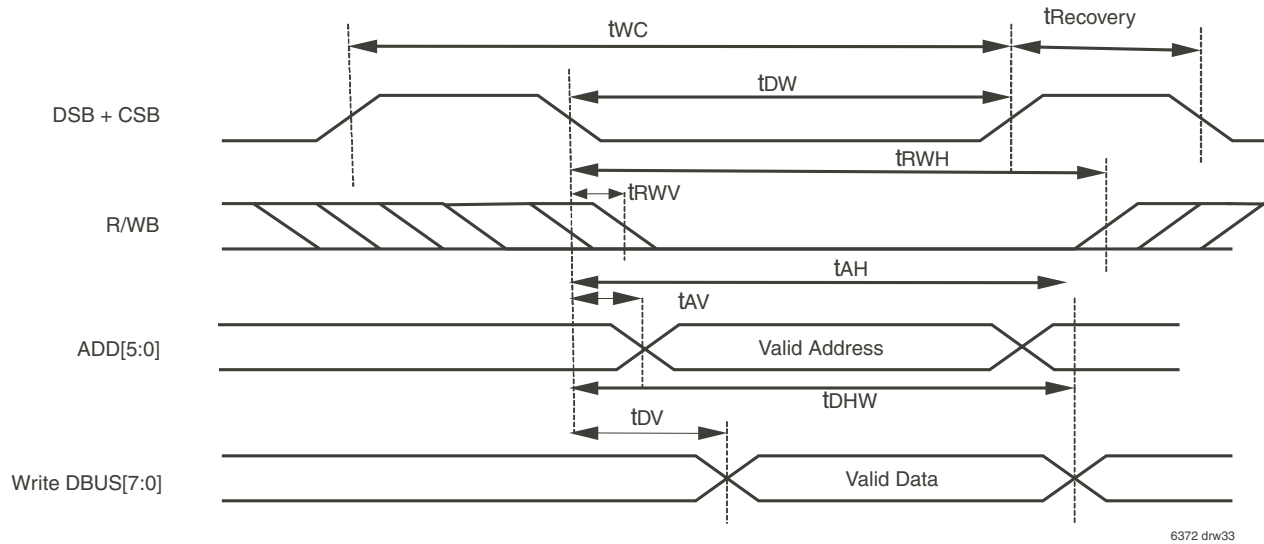 tWC
tRecovery
tDW
DSB + CSB
tRWH
tRWV
R/WB
tAH
tAV
ADD[5:0]
Valid Address
tDHW
tDV
Write DBUS[7:0]
Valid Data
6372 drw33